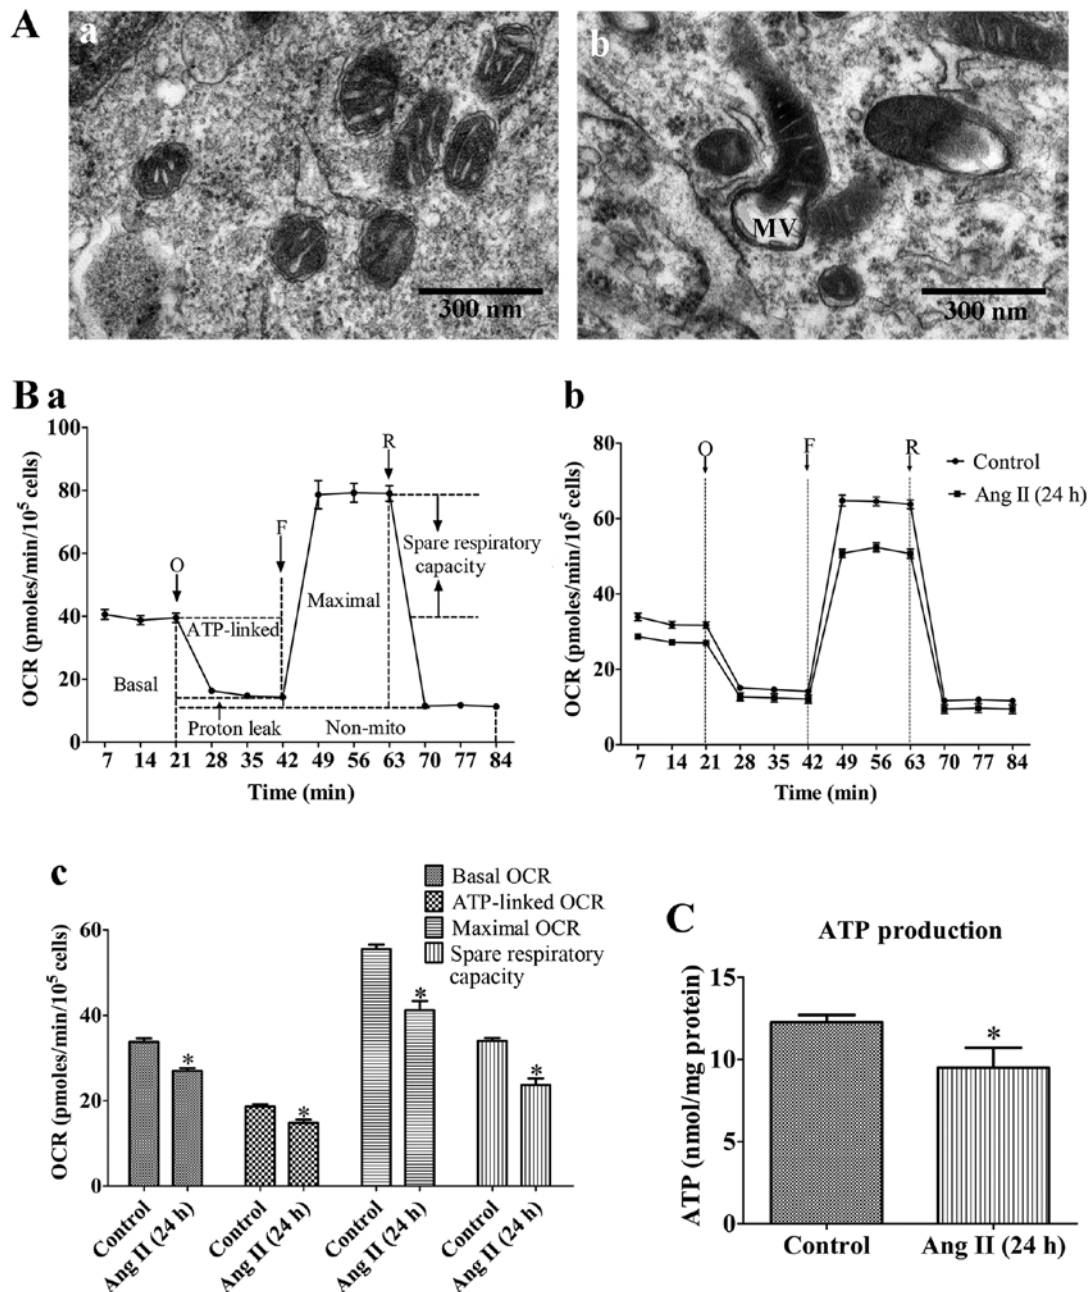 A
a
b
MV
300 nm
300 nm
B a
OCR (pmoles/min/10⁵ cells)
100
80
60
40
20
0
O
F
R
Basal
ATP-linked
Proton leak
Maximal
Non-mito
Spare respiratory
capacity
7 14 21 28 35 42 49 56 63 70 77 84
Time (min)
b
OCR (pmoles/min/10⁵ cells)
80
60
40
20
0
O
F
R
Control
Ang II (24 h)
7 14 21 28 35 42 49 56 63 70 77 84
Time (min)
c
Basal OCR
ATP-linked OCR
Maximal OCR
Spare respiratory
capacity
OCR (pmoles/min/10⁵ cells)
60
40
20
0
*
*
*
*
Control
Ang II (24 h)
Control
Ang II (24 h)
Control
Ang II (24 h)
Control
Ang II (24 h)
C
ATP production
ATP (nmol/mg protein)
15
10
5
0
*
Control
Ang II (24 h)